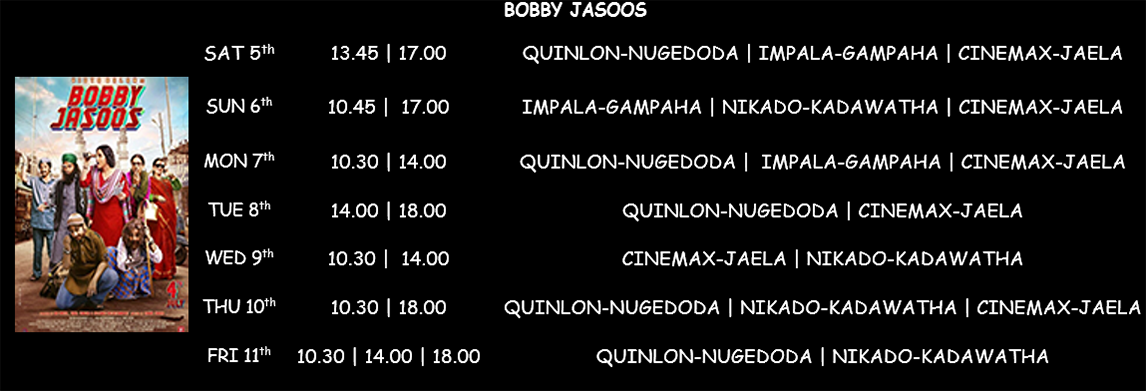 BOBBY JASOOS
SAT 5th 13.45 | 17.00 QUINLON-NUGEDODA | IMPALA-GAMPAHA | CINEMAX-JAELA
SUN 6th 10.45 | 17.00 IMPALA-GAMPAHA | NIKADO-KADAWATHA | CINEMAX-JAELA
BOBBY
JASOOS
MON 7th 10.30 | 14.00 QUINLON-NUGEDODA | IMPALA-GAMPAHA | CINEMAX-JAELA
TUE 8th 14.00 | 18.00 QUINLON-NUGEDODA | CINEMAX-JAELA
WED 9th 10.30 | 14.00 CINEMAX-JAELA | NIKADO-KADAWATHA
THU 10th 10.30 | 18.00 QUINLON-NUGEDODA | NIKADO-KADAWATHA | CINEMAX-JAELA
FRI 11th 10.30 | 14.00 | 18.00 QUINLON-NUGEDODA | NIKADO-KADAWATHA